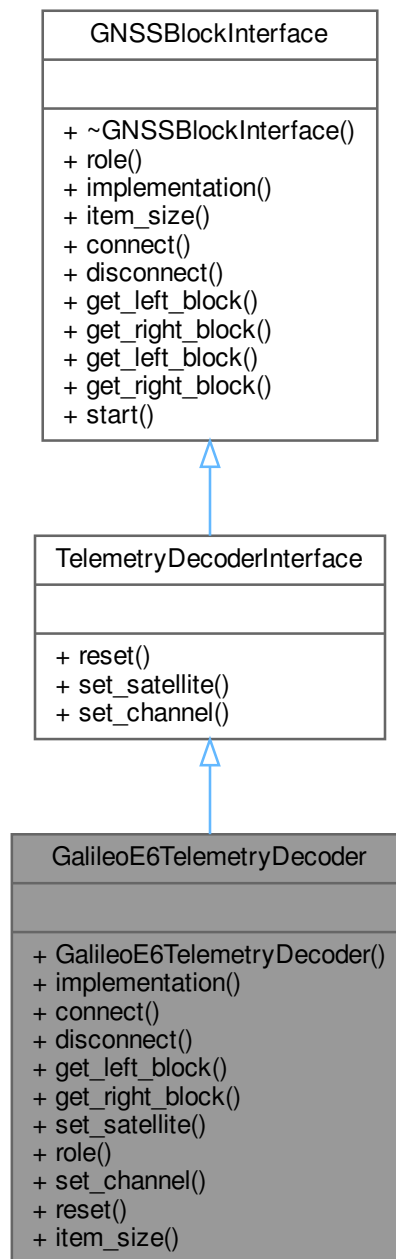 GNSSBlockInterface
+ ~GNSSBlockInterface()
+ role()
+ implementation()
+ item_size()
+ connect()
+ disconnect()
+ get_left_block()
+ get_right_block()
+ get_left_block()
+ get_right_block()
+ start()
TelemetryDecoderInterface
+ reset()
+ set_satellite()
+ set_channel()
GalileoE6TelemetryDecoder
+ GalileoE6TelemetryDecoder()
+ implementation()
+ connect()
+ disconnect()
+ get_left_block()
+ get_right_block()
+ set_satellite()
+ role()
+ set_channel()
+ reset()
+ item_size()